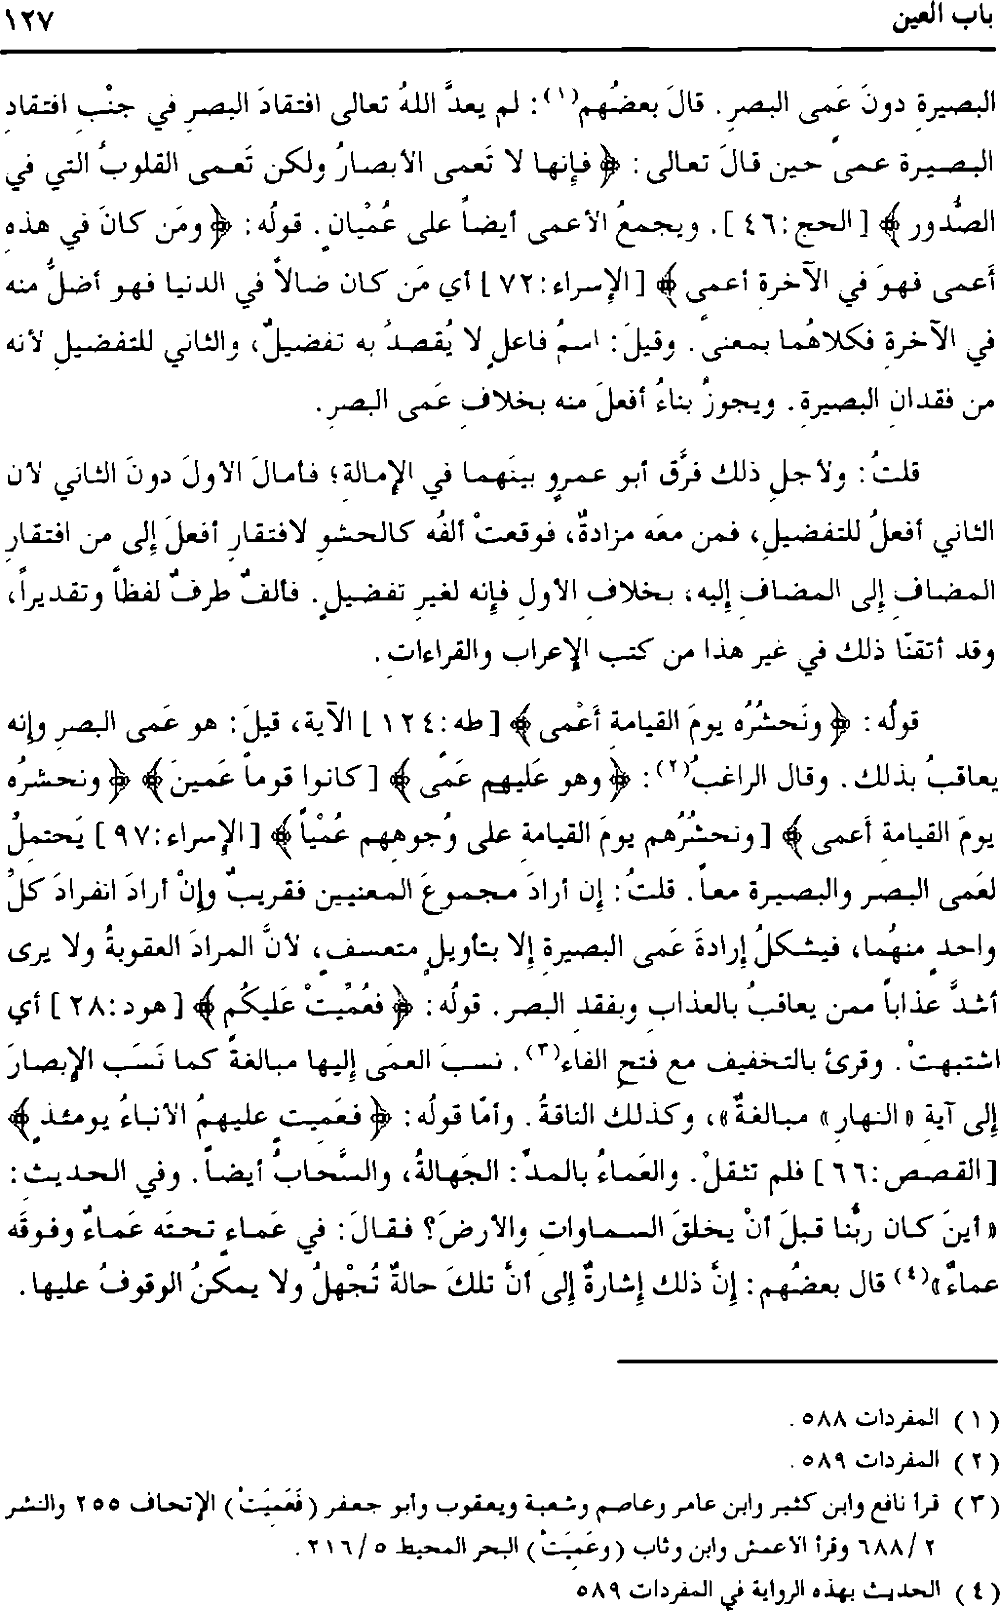 باب العين
١٢٧
البصيرةِ دونَ عَمى البصرِ. قالَ بعضُهم(١): لم يعدَّ اللهُ تعالى افتقادَ البصرِ في جنْبِ افتقادِ
البصيرة عمىً حين قالَ تعالى: ﴿ فإنها لا تَعمى الأبصارُ ولكن تَعمى القلوبُ التي في
الصُّدور ﴾ [الحج:٤٦]. ويجمعُ الأعمى أيضاً على عُمْيانٍ. قولُه: ﴿ ومَن كانَ في هذهِ
أَعمى فهوَ في الآخرةِ أعمى ﴾ [الإسراء:٧٢] أي مَن كان ضالاً في الدنيا فهو أضلُّ منه
في الآخرةِ فكلاهُما بمعنىً. وقيلَ: اسمُ فاعلٍ لا يُقصدُ به تفضيلٌ، والثاني للتفضيلِ لأنه
من فقدانِ البصيرةِ. ويجوزُ بناءُ أفعلَ منه بخلافِ عَمى البصرِ.
قلتُ: ولأجلِ ذلك فرَّق أبو عمرٍو بينَهما في الإمالةِ؛ فأمالَ الأولَ دونَ الثاني لأن
الثاني أفعلُ للتفضيلِ، فمن معَه مزادةٌ، فوقعتْ ألفُه كالحشوِ لافتقارِ أفعلَ إلى من افتقارِ
المضافِ إلى المضافِ إليه، بخلافِ الأولِ فإنه لغيرِ تفضيلٍ. فألفٌ طرفٌ لفظاً وتقديراً،
وقد أتقنّا ذلك في غير هذا من كتب الإعراب والقراءاتِ.
قولُه: ﴿ ونَحشُرُه يومَ القيامةِ أَعْمى ﴾ [طه:١٢٤] الآية، قيلَ: هو عَمى البصرِ وإنه
يعاقبُ بذلك. وقال الراغبُ(٢): ﴿ وهو عَليهم عَمًى ﴾ [كانوا قوماً عَمينَ ﴾ ﴿ ونحشرُه
يومَ القيامةِ أَعمى ﴾ [ونحشُرُهم يومَ القيامةِ على وُجوهِهم عُمْياً ﴾ [الإسراء:٩٧] يَحتملُ
لعَمى البصر والبصيرة معاً. قلتُ: إن أرادَ مجموعَ المعنيين فقريبٌ وإنْ أرادَ انفرادَ كلْ
واحدٍ منهُما، فيشكلُ إرادةَ عَمى البصيرةِ إلا بتأويلٍ متعسفٍ، لأنَّ المرادَ العقوبةُ ولا يرى
أشدَّ عذاباً ممن يعاقبُ بالعذابِ وبفقدِ البصر. قولُه: ﴿ فعُمِّيتْ عَليكُم ﴾ [هود:٢٨] أي
اشتبهتْ. وقرئ بالتخفيف مع فتحِ الفاء(٣). نسبَ العمَى إليها مبالغةً كما نَسَب الإبصارَ
إلى آيةِ «النهارِ» مبالغةٌ»، وكذلك الناقةُ. وأمّا قولُه: ﴿ فعَمِيت عليهمُ الأنباءُ يومئذٍ ﴾
[القصص:٦٦] فلم تثقلْ. والعَماءُ بالمدِّ: الجَهالةُ، والسَّحابُ أيضاً. وفي الحديث:
«أينَ كان ربُّنا قبلَ أنْ يخلقَ السماواتِ والأرضَ؟ فقالَ: في عَماءٍ تحتَه عَماءٌ وفوقَه
عماءٌ»(٤) قال بعضُهم: إنَّ ذلك إشارةٌ إلى أنَّ تلكَ حالةٌ تُجْهلُ ولا يمكنُ الوقوفُ عليها.
(١) المفردات ٥٨٨.
(٢) المفردات ٥٨٩.
(٣) قرأ نافع وابن كثير وابن عامر وعاصم وشعبة ويعقوب وأبو جعفر (فَعَمِيَتْ) الإتحاف ٢٥٥ والنشر
٦٨٨/٢ وقرأ الأعمش وابن وثاب (وعَمِيَتْ) البحر المحيط ٢١٦/٥.
(٤) الحديث بهذه الرواية في المفردات ٥٨٩